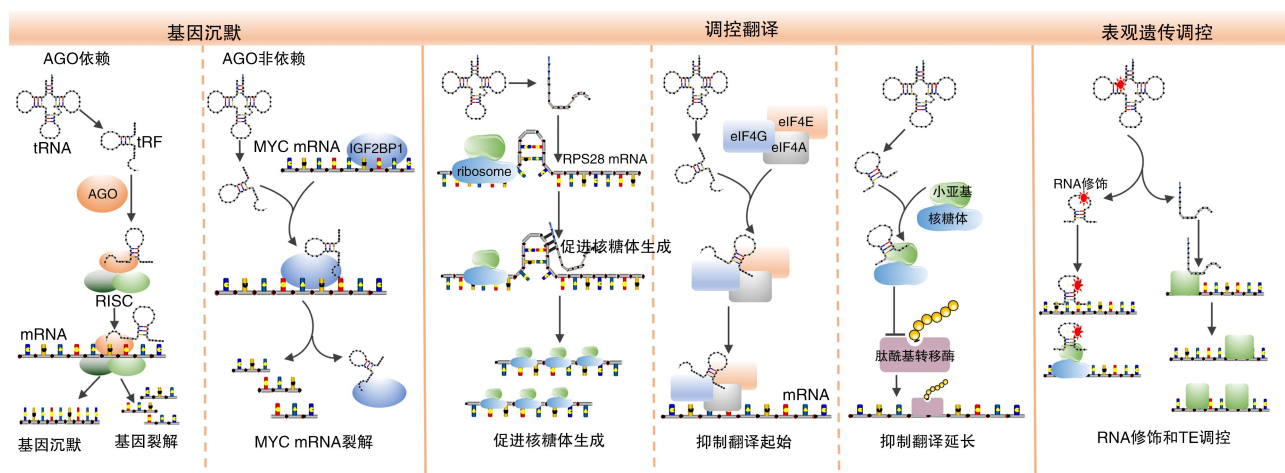 基因沉默
调控翻译
表观遗传调控
AGO依赖
tRNA
tRF
AGO
RISC
mRNA
基因沉默
基因裂解
AGO非依赖
MYC mRNA
IGF2BP1
MYC mRNA裂解
ribosome
RPS28 mRNA
促进核糖体生成
促进核糖体生成
eIF4E
eIF4G
eIF4A
mRNA
抑制翻译起始
小亚基
核糖体
肽酰基转移酶
抑制翻译延长
RNA修饰
RNA修饰和TE调控